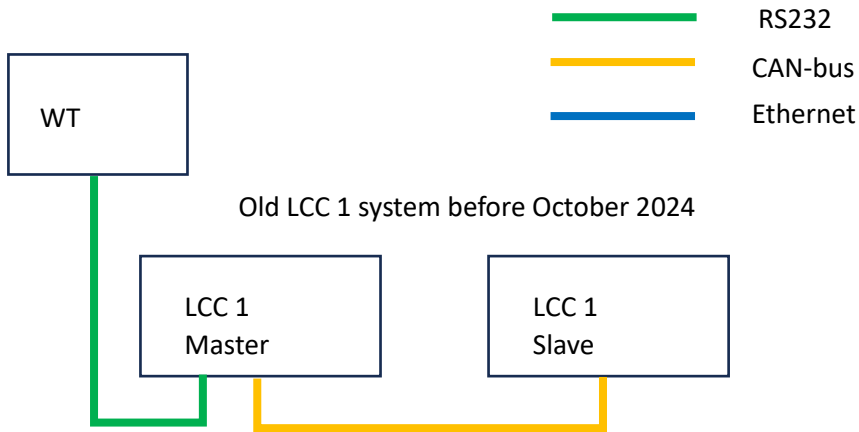 RS232
CAN-bus
Ethernet
WT
Old LCC 1 system before October 2024
LCC 1
Master
LCC 1
Slave